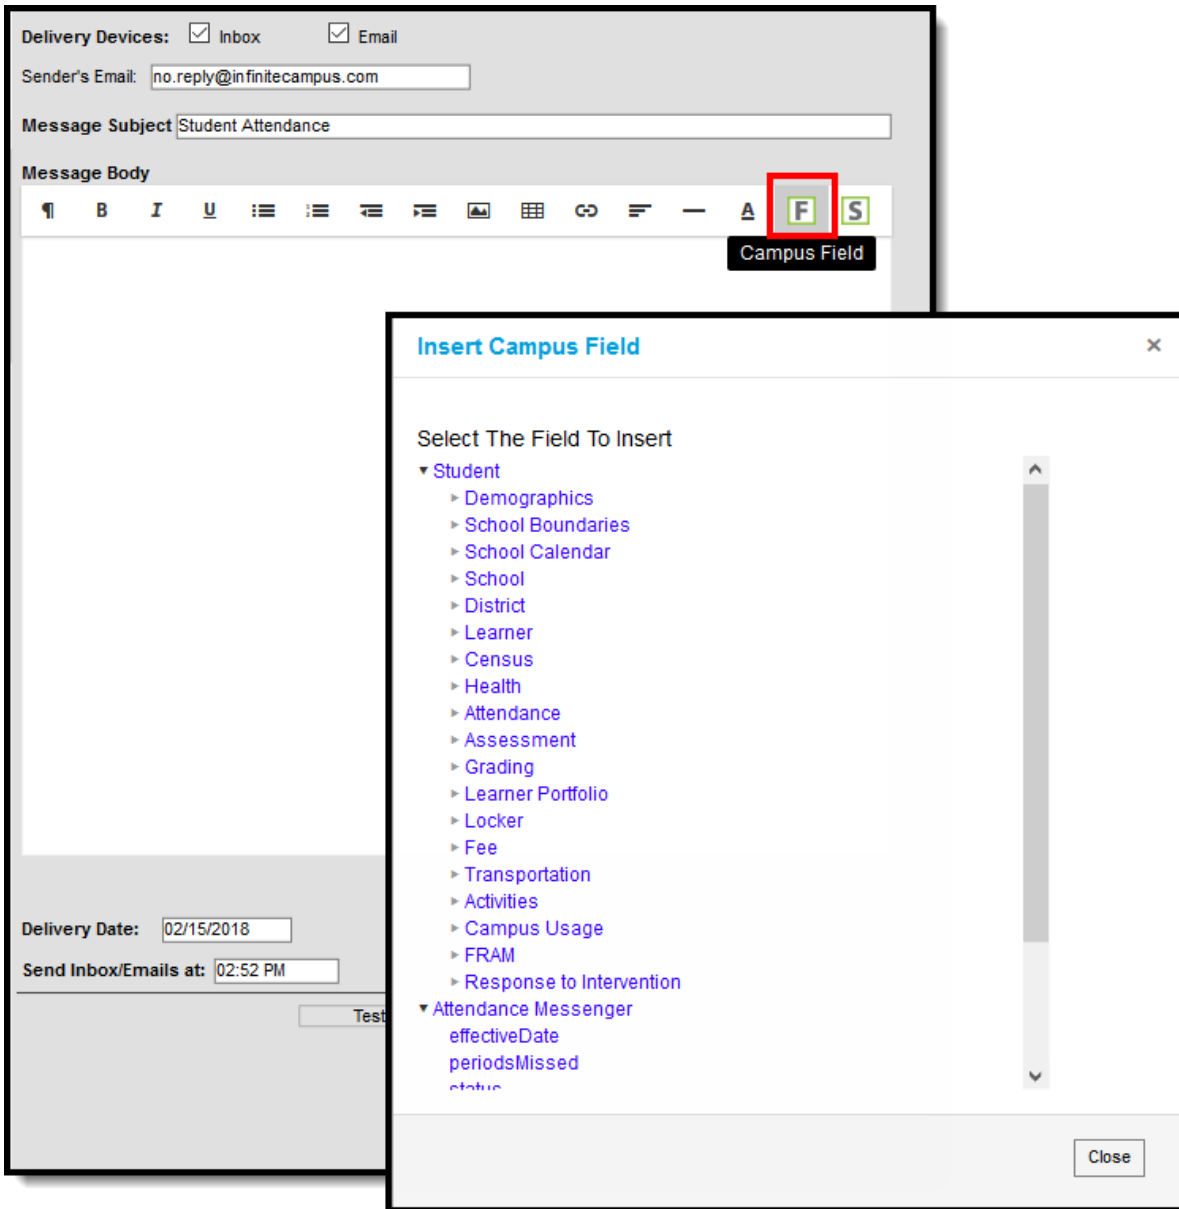 Delivery Devices: Inbox Email
Sender's Email: no.reply@infinitecampus.com
Message Subject Student Attendance
Message Body
¶ B I U A F S
Campus Field
Insert Campus Field ×
Select The Field To Insert
Student
Demographics
School Boundaries
School Calendar
School
District
Learner
Census
Health
Attendance
Assessment
Grading
Learner Portfolio
Locker
Fee
Transportation
Activities
Campus Usage
FRAM
Response to Intervention
Attendance Messenger
effectiveDate
periodsMissed
status
Delivery Date: 02/15/2018
Send Inbox/Emails at: 02:52 PM
Test
Close